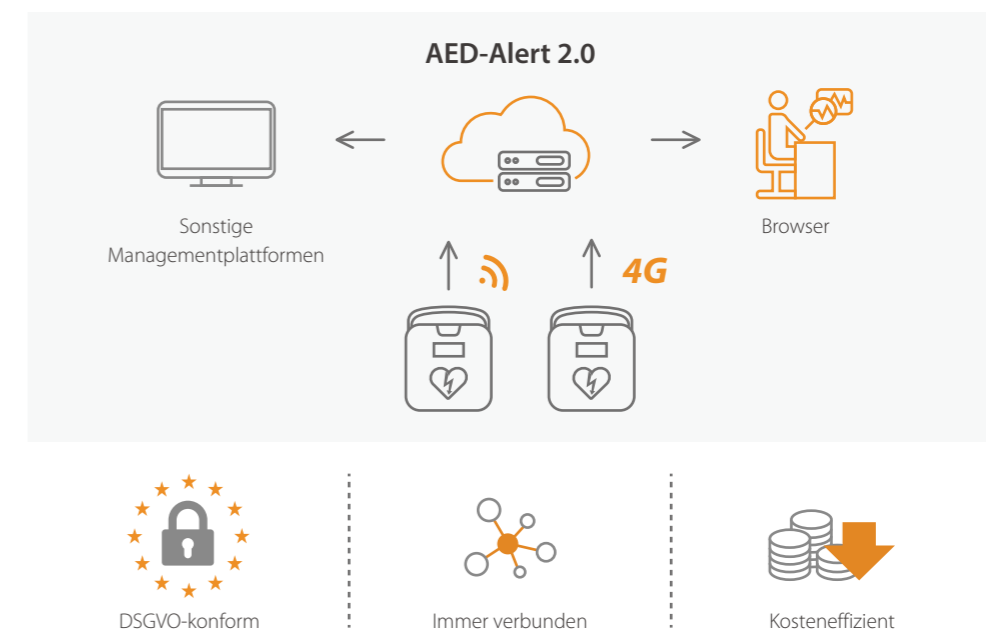 AED-Alert 2.0
Sonstige
Managementplattformen
Browser
4G
DSGVO-konform
Immer verbunden
Kosteneffizient